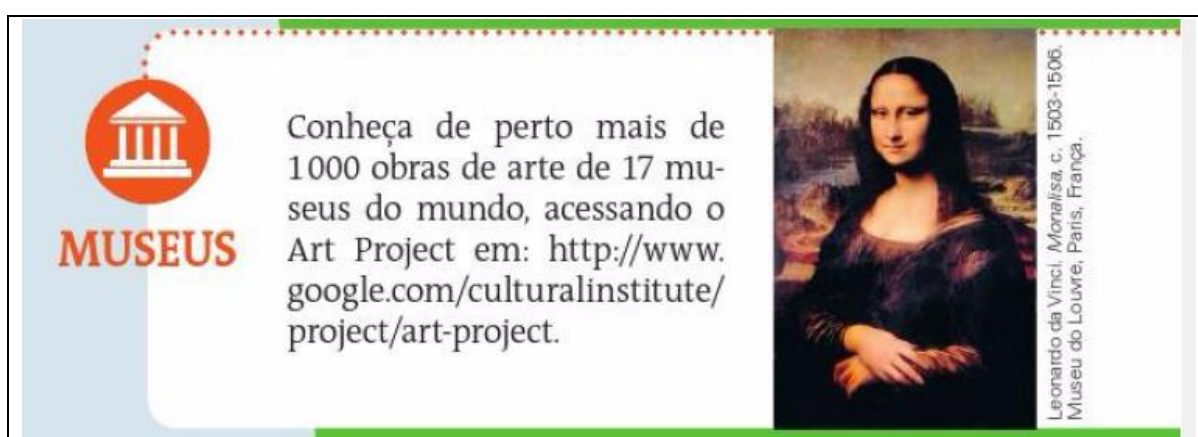 MUSEUS
Conheça de perto mais de
1000 obras de arte de 17 mu-
seus do mundo, acessando o
Art Project em: http://www.
google.com/culturalinstitute/
project/art-project.
Leonardo da Vinci. Monalisa, c. 1503-1506.
Museu do Louvre, Paris, França.